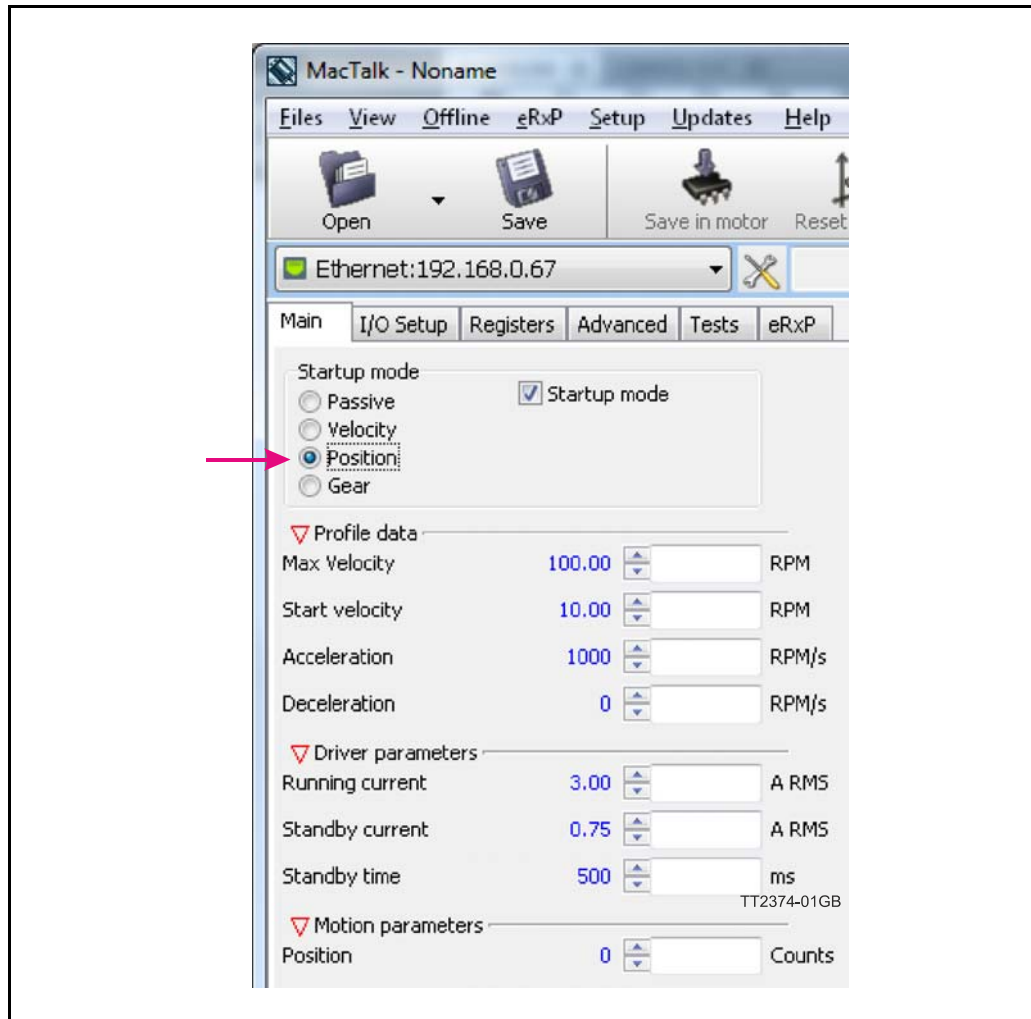 MacTalk - Noname
Files View Offline eRxP Setup Updates Help
Open Save Save in motor Reset
Ethernet:192.168.0.67
Main I/O Setup Registers Advanced Tests eRxP
Startup mode
Startup mode
Passive
Velocity
Position
Gear
Profile data
Max Velocity 100.00 RPM
Start velocity 10.00 RPM
Acceleration 1000 RPM/s
Deceleration 0 RPM/s
Driver parameters
Running current 3.00 A RMS
Standby current 0.75 A RMS
Standby time 500 ms
TT2374-01GB
Motion parameters
Position 0 Counts